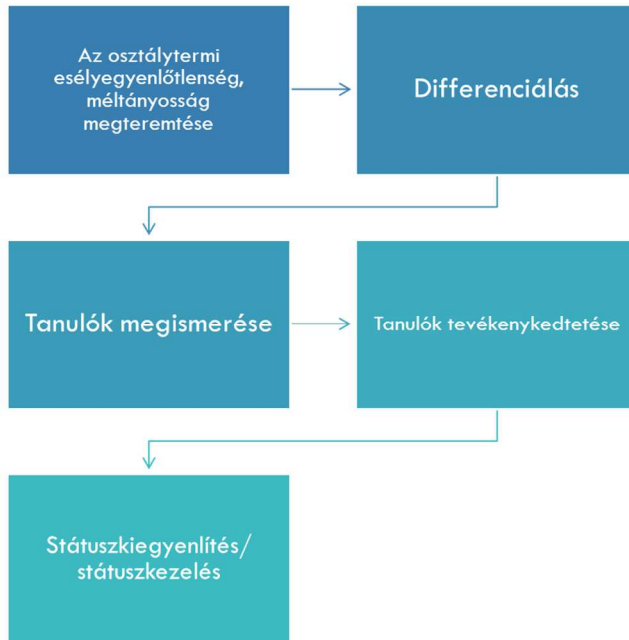 Az osztálytermi
esélyegyenlőtlenség,
méltányosság
megteremtése
Differenciálás
Tanulók megismerése
Tanulók tevékenykedtetése
Státuszkiegyenlítés/
státuszkezelés